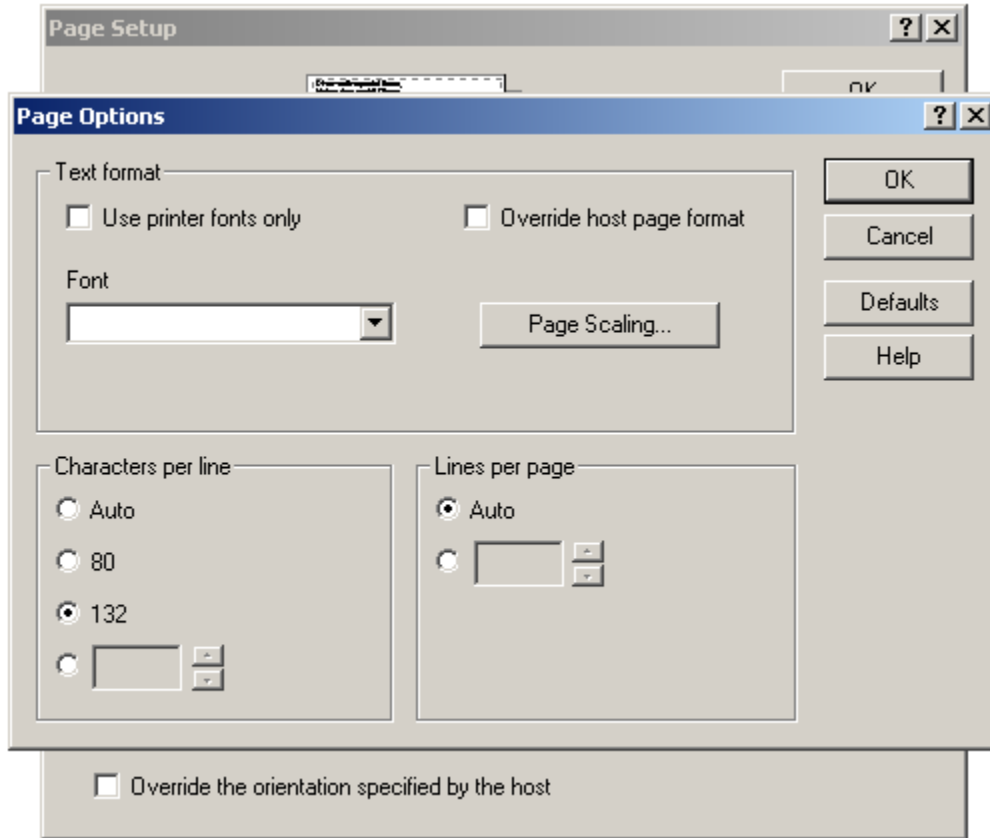 Page Setup
OK
Page Options
Text format
Use printer fonts only
Override host page format
Font
Page Scaling...
OK
Cancel
Defaults
Help
Characters per line
Auto
80
132
Lines per page
Auto
Override the orientation specified by the host